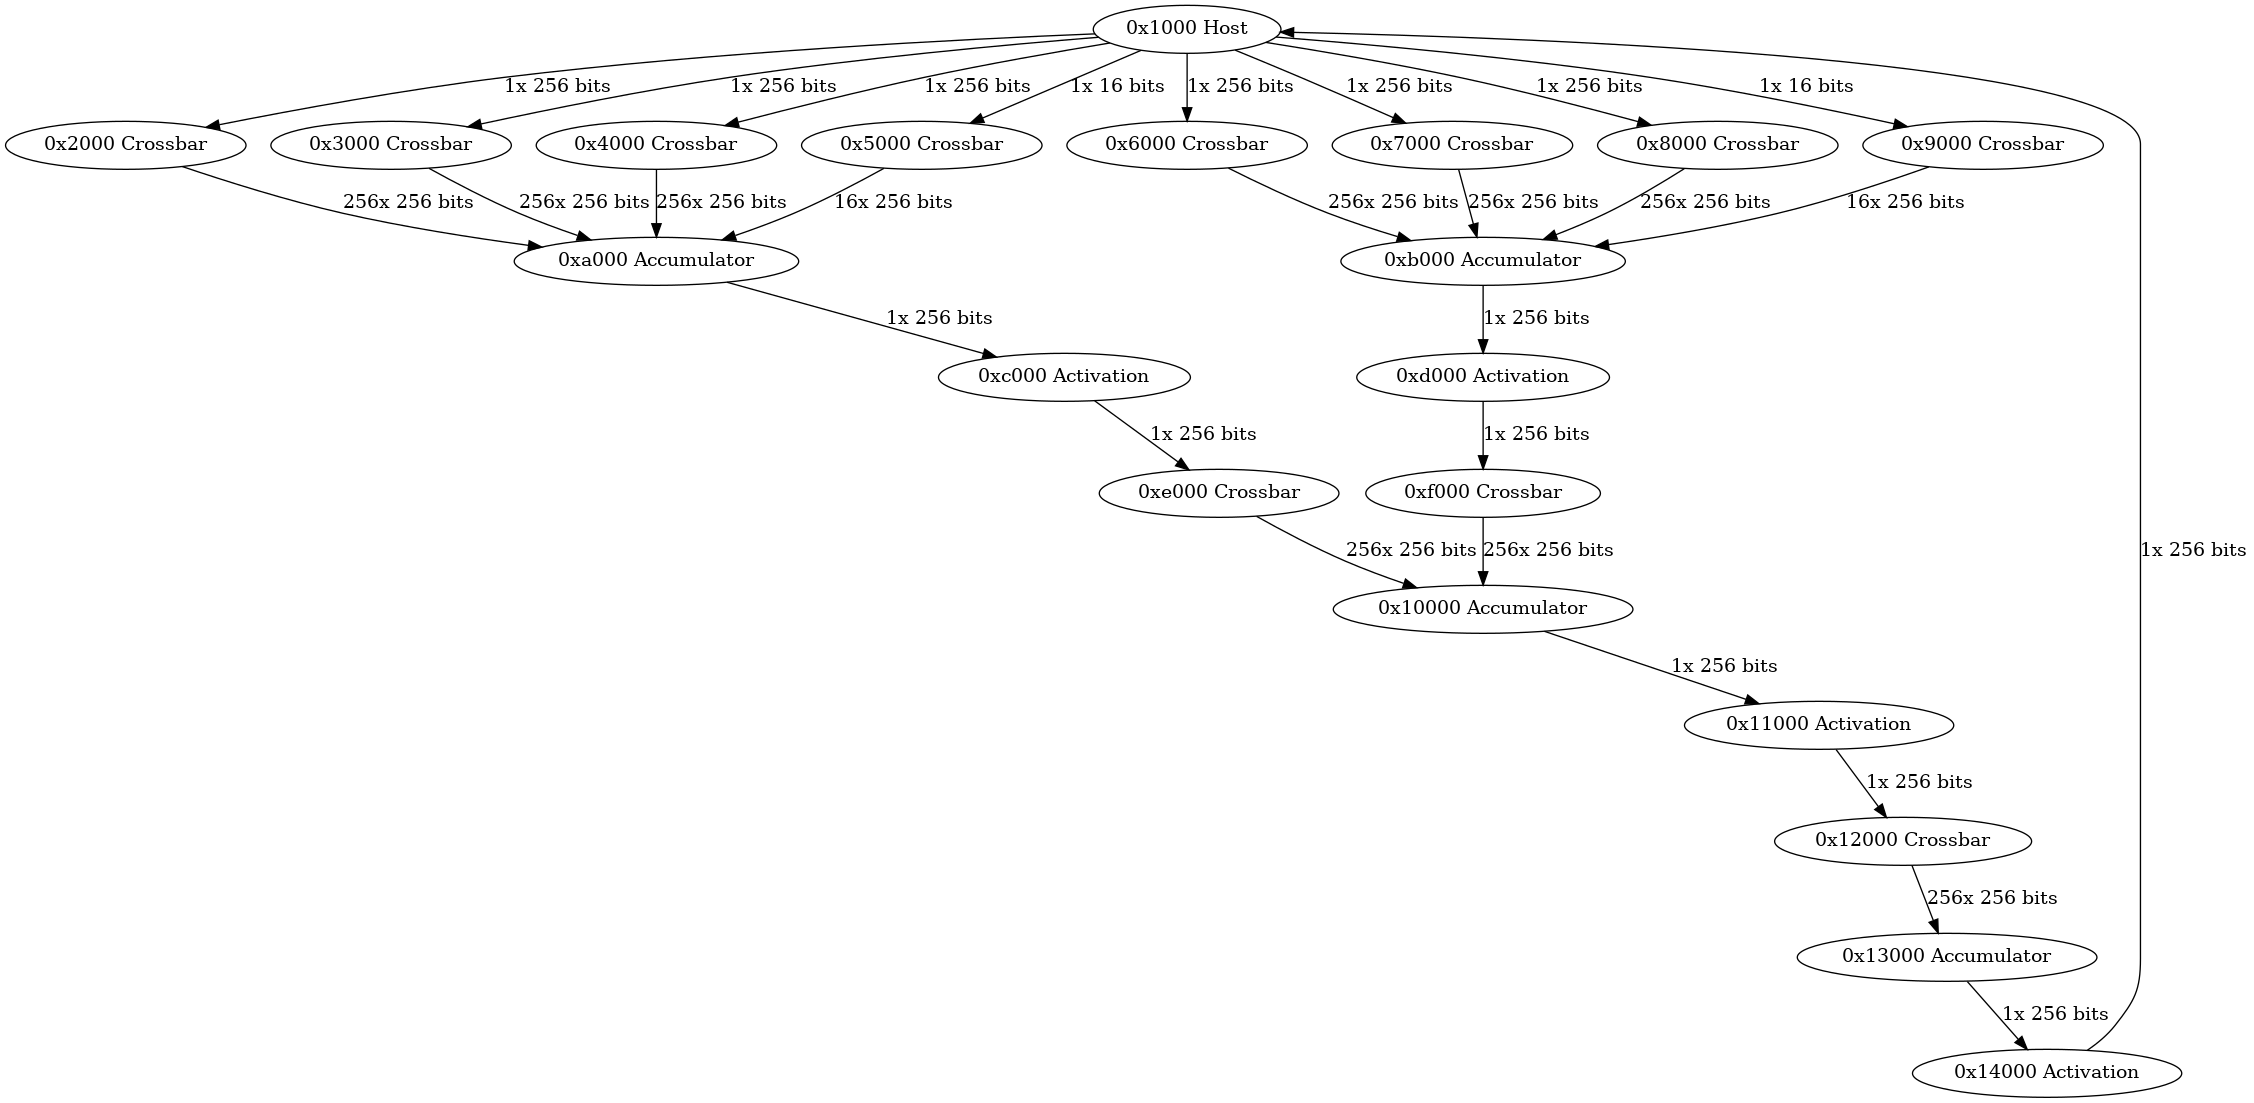 0x1000 Host
1x 256 bits
1x 256 bits
1x 256 bits
1x 16 bits
1x 256 bits
1x 256 bits
1x 256 bits
1x 16 bits
0x2000 Crossbar
0x3000 Crossbar
0x4000 Crossbar
0x5000 Crossbar
0x6000 Crossbar
0x7000 Crossbar
0x8000 Crossbar
0x9000 Crossbar
256x 256 bits
256x 256 bits
256x 256 bits
16x 256 bits
256x 256 bits
256x 256 bits
256x 256 bits
16x 256 bits
0xa000 Accumulator
0xb000 Accumulator
1x 256 bits
1x 256 bits
0xc000 Activation
0xd000 Activation
1x 256 bits
1x 256 bits
0xe000 Crossbar
0xf000 Crossbar
256x 256 bits
256x 256 bits
1x 256 bits
0x10000 Accumulator
1x 256 bits
0x11000 Activation
1x 256 bits
0x12000 Crossbar
256x 256 bits
0x13000 Accumulator
1x 256 bits
0x14000 Activation